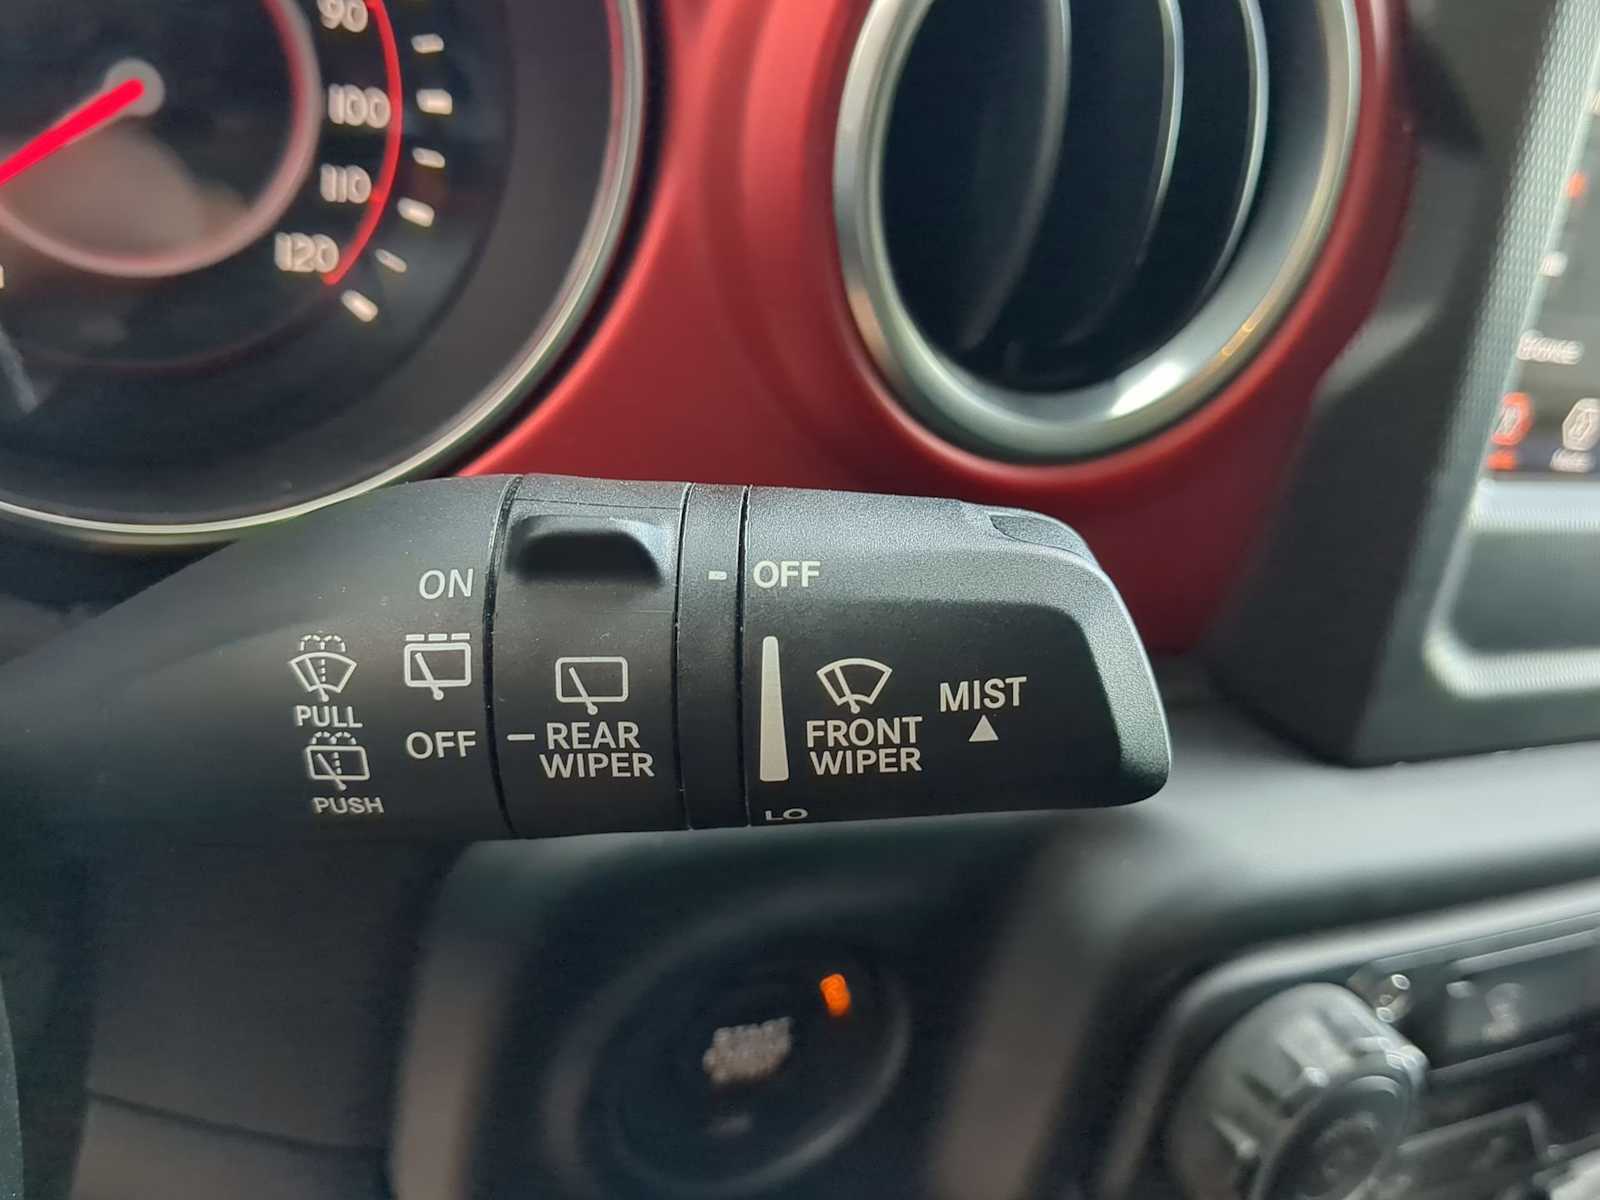 90
100
110
120
ON
OFF
PULL
PUSH
REAR
WIPER
OFF
FRONT
WIPER
MIST
LO